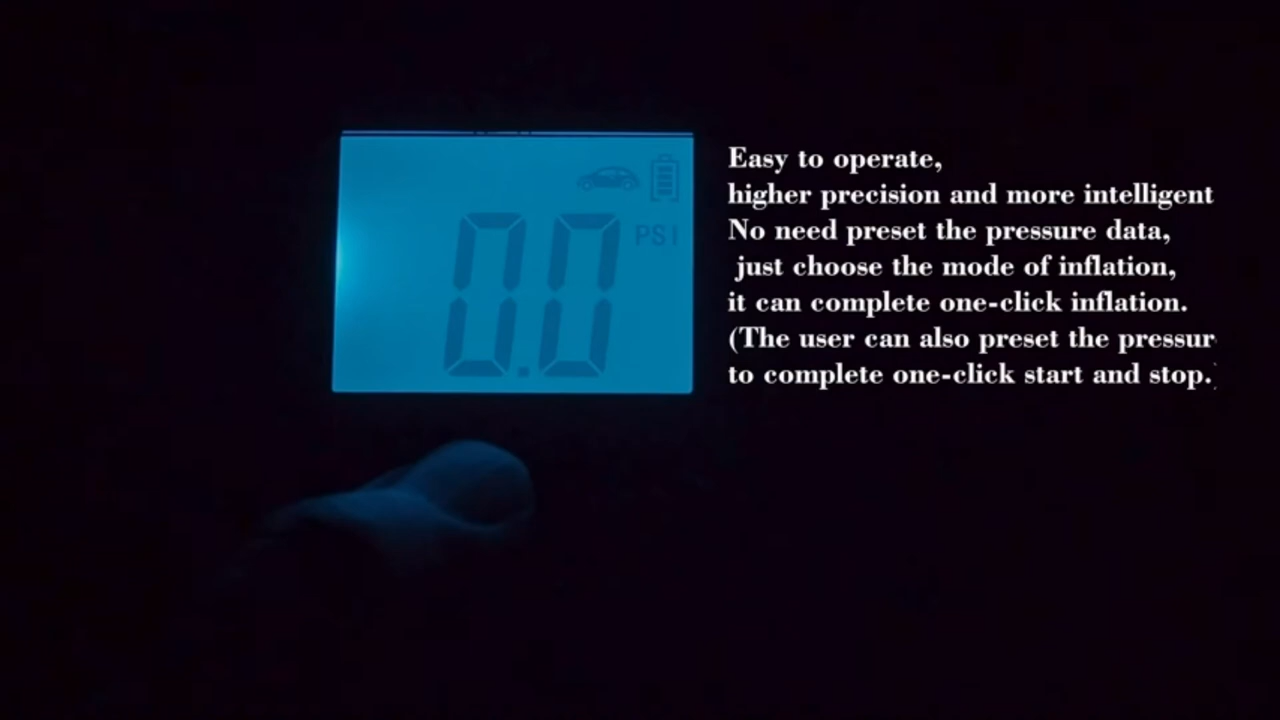 0.0
PSI
Easy to operate,
higher precision and more intelligent
No need preset the pressure data,
just choose the mode of inflation,
it can complete one-click inflation.
(The user can also preset the pressur
to complete one-click start and stop.)